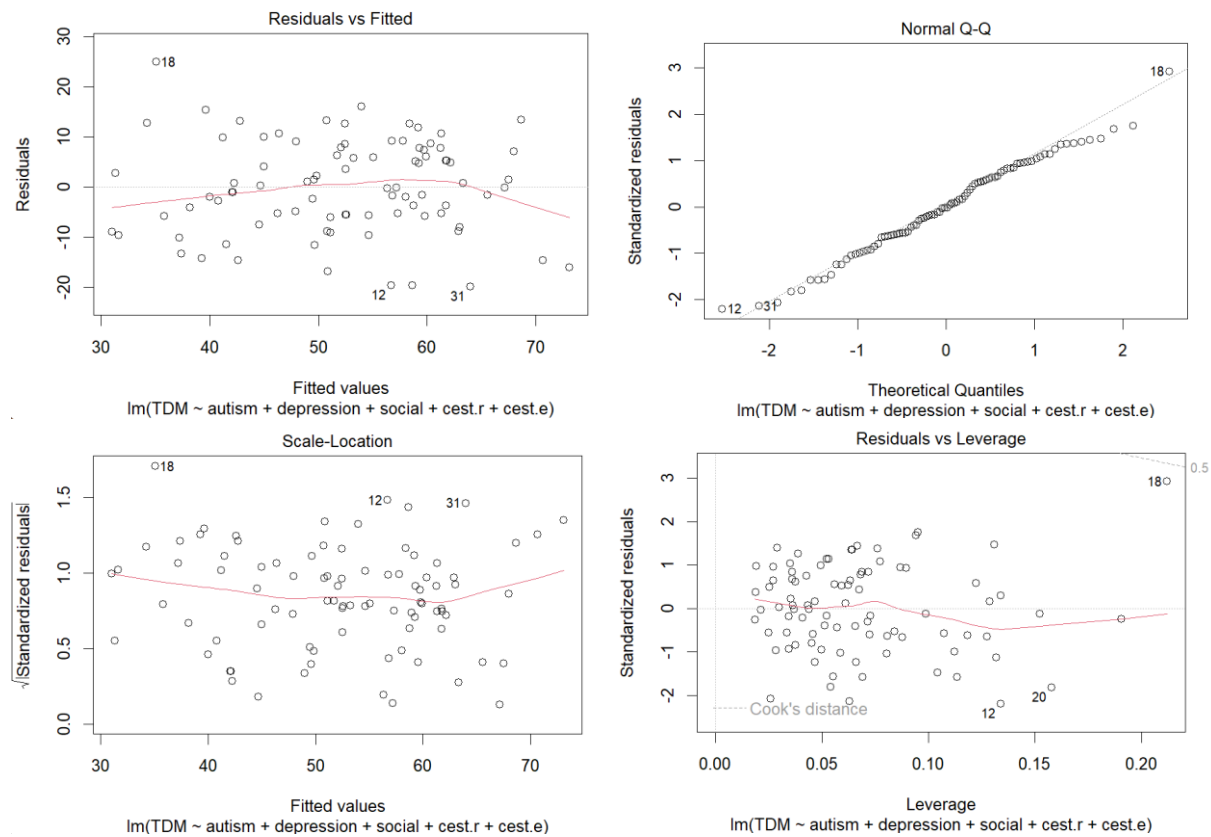 Residuals vs Fitted
Residuals
30
20
10
0
-10
-20
18
12
31
30 40 50 60 70
Fitted values
lm(TDM ~ autism + depression + social + cest.r + cest.e)
Normal Q-Q
Standardized residuals
3
2
1
0
-1
-2
18
12
31
-2 -1 0 1 2
Theoretical Quantiles
lm(TDM ~ autism + depression + social + cest.r + cest.e)
Scale-Location
√|Standardized residuals|
1.5
1.0
0.5
0.0
18
12
31
30 40 50 60 70
Fitted values
lm(TDM ~ autism + depression + social + cest.r + cest.e)
Residuals vs Leverage
Standardized residuals
3
2
1
0
-1
-2
0.5
18
20
12
Cook's distance
0.00 0.05 0.10 0.15 0.20
Leverage
lm(TDM ~ autism + depression + social + cest.r + cest.e)